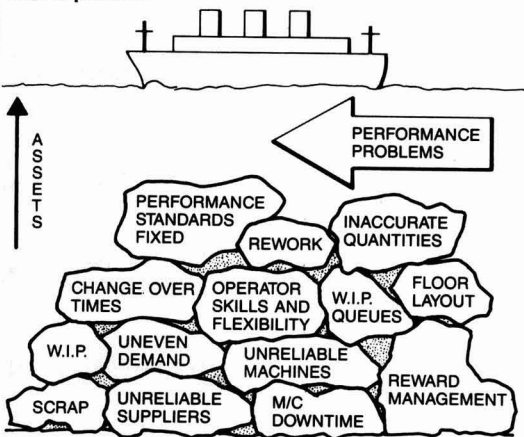 ASSETS
PERFORMANCE
PROBLEMS
PERFORMANCE
STANDARDS
FIXED
REWORK
INACCURATE
QUANTITIES
CHANGE. OVER
TIMES
OPERATOR
SKILLS AND
FLEXIBILITY
W.I.P.
QUEUES
FLOOR
LAYOUT
W.I.P.
UNEVEN
DEMAND
UNRELIABLE
MACHINES
REWARD
MANAGEMENT
SCRAP
UNRELIABLE
SUPPLIERS
M/C
DOWNTIME